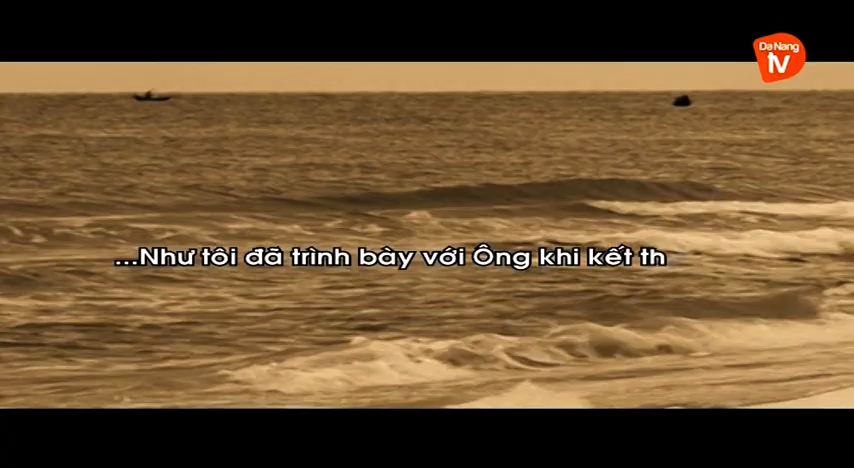 Da Nang
tv
...Như tôi đã trình bày với Ông khi kết th